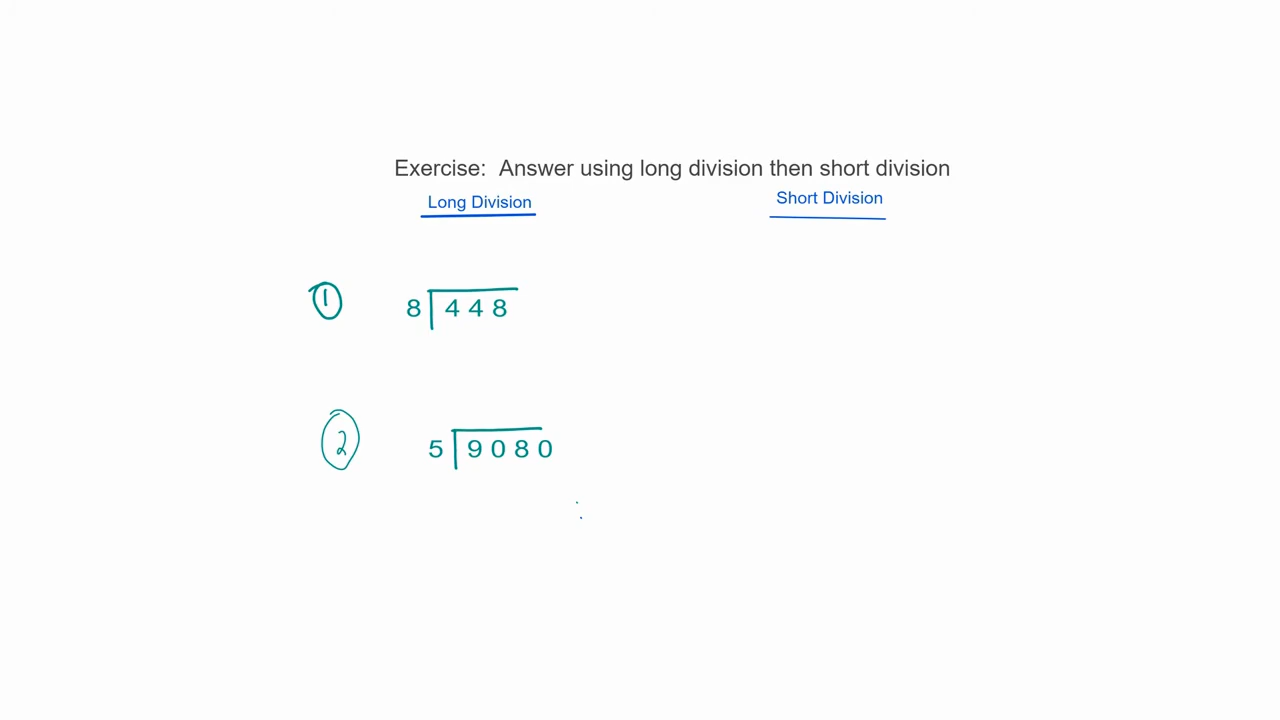 Exercise:  Answer using long division then short division
Long Division
Short Division
1
8 4 4 8
2
5 9 0 8 0